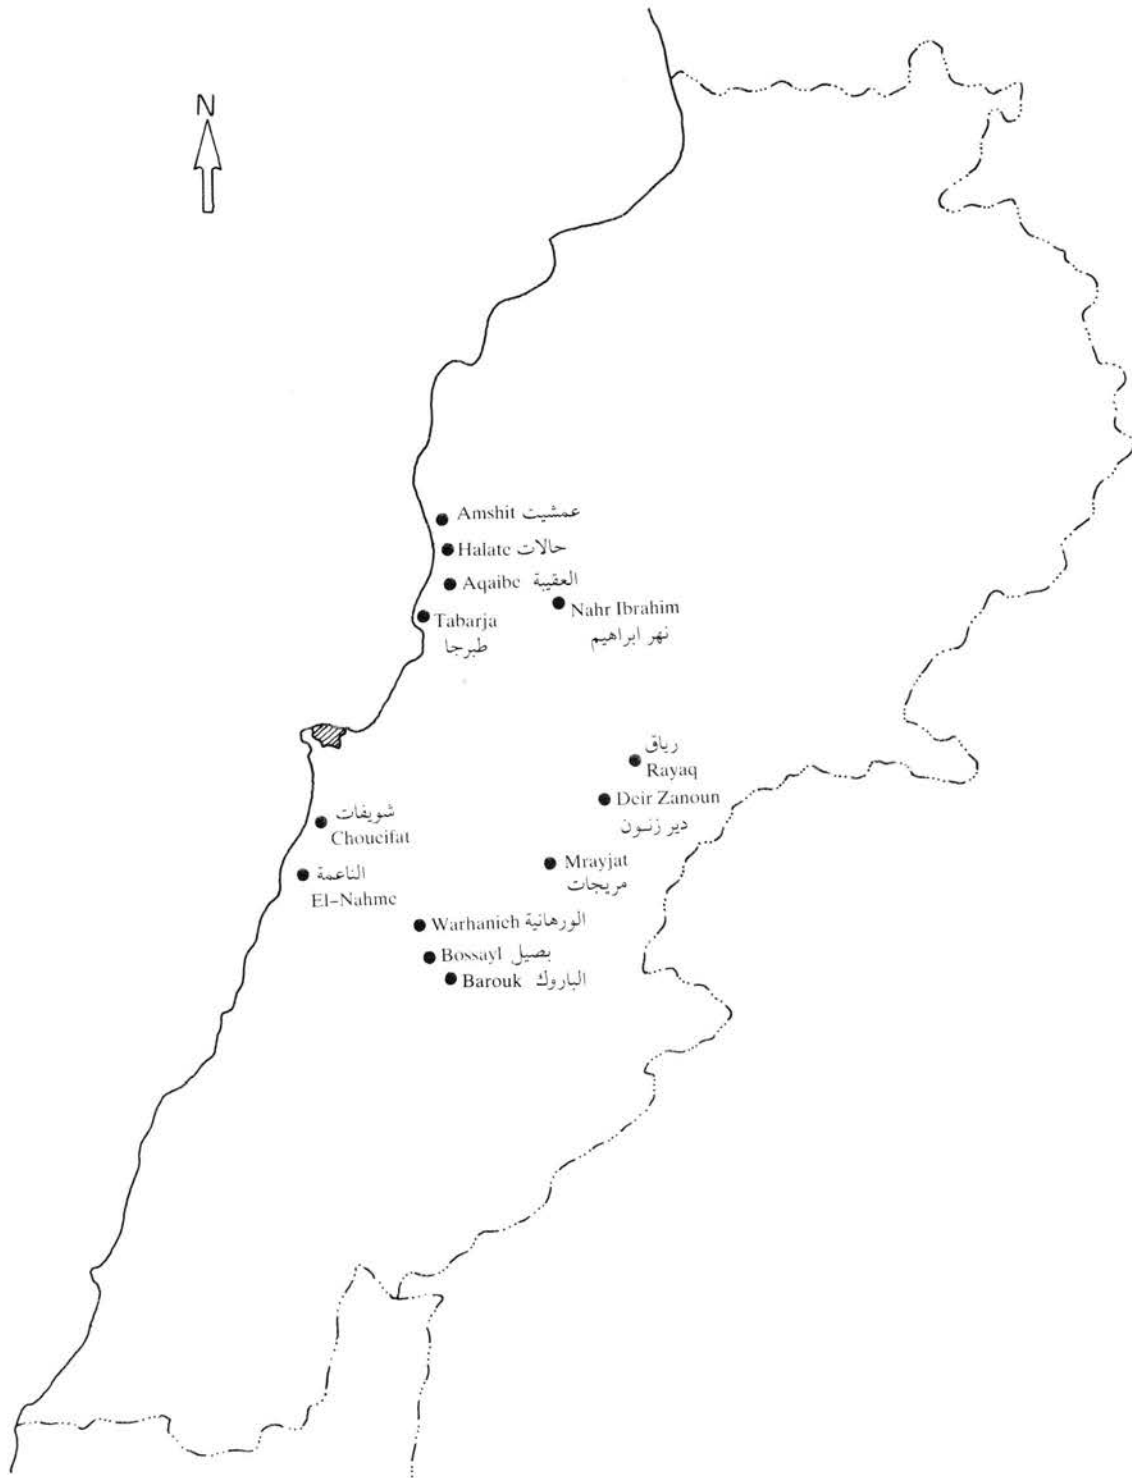 N
Amshit عمشيت
Halate حالات
Aqaibe العقيبة
Nahr Ibrahim
نهر ابراهيم
Tabarja
طبرجا
رياق
Rayaq
Deir Zanoun
دير زنون
شويفات
Choueifat
Mrayjat
مريجات
الناعمة
El-Nahme
Warhanieh الورهانية
Bossayl بصيل
Barouk الباروك